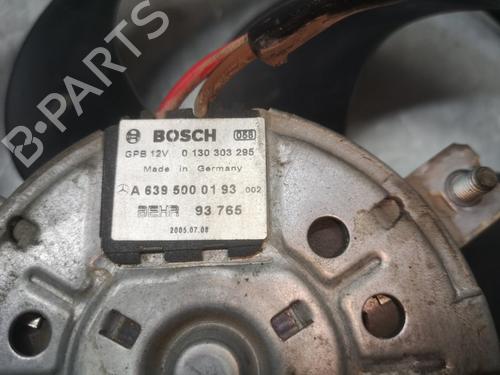 BOSCH 058
GPB 12V 0 130 303 295
Made in Germany
A 639 500 01 93 002
BEHR 93 765
2005.07.08
B-PARTS